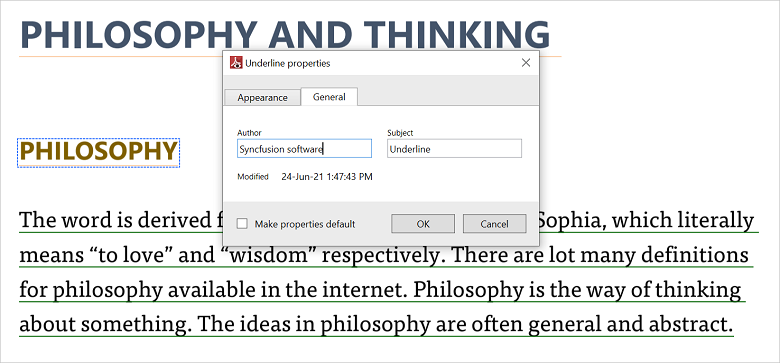 PHILOSOPHY AND THINKING
Underline properties
Appearance General
Author Subject
Syncfusion software Underline
Modified 24-Jun-21 1:47:43 PM
Make properties default OK Cancel
PHILOSOPHY
The word is derived f Sophia, which literally
means “to love” and “wisdom” respectively. There are lot many definitions
for philosophy available in the internet. Philosophy is the way of thinking
about something. The ideas in philosophy are often general and abstract.